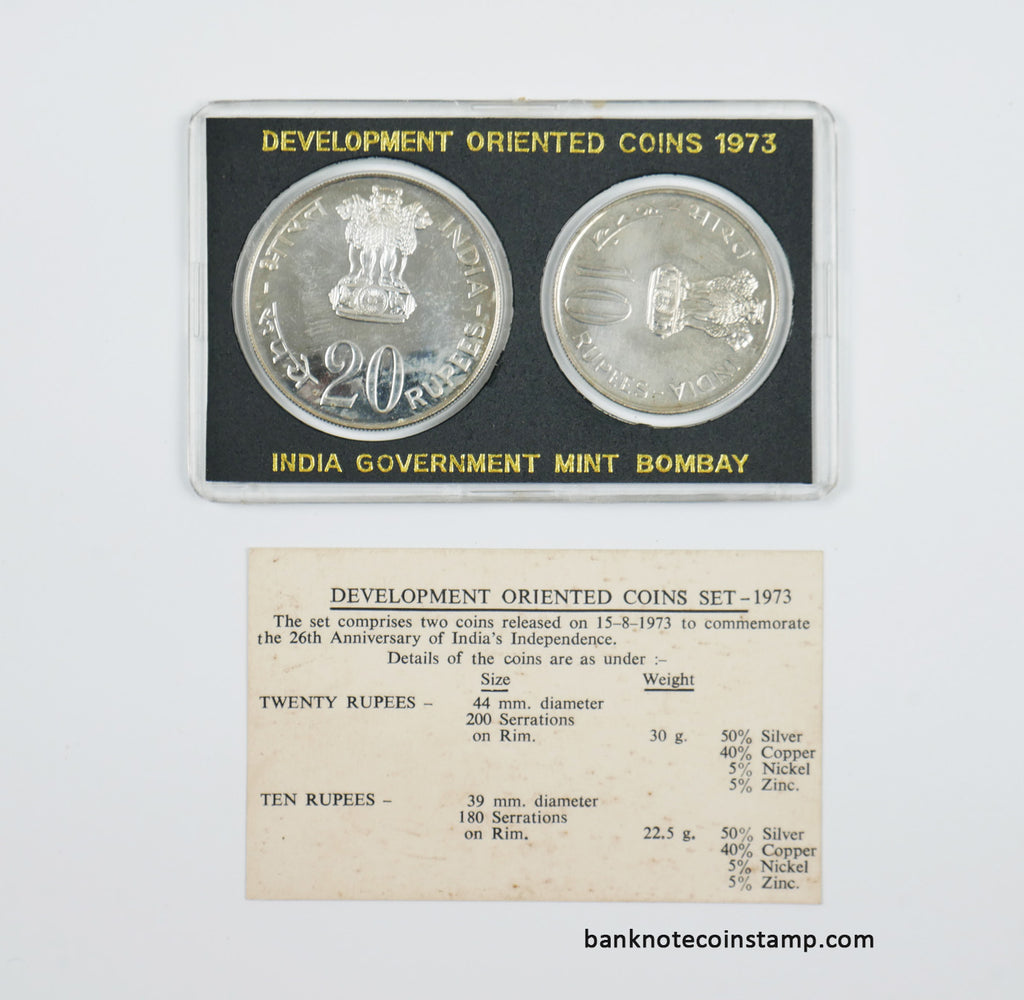 DEVELOPMENT ORIENTED COINS 1973
भारत
INDIA
रुपये
20
RUPEES
भारत
INDIA
रुपये
10
RUPEES
INDIA GOVERNMENT MINT BOMBAY
DEVELOPMENT ORIENTED COINS SET – 1973
The set comprises two coins released on 15–8–1973 to commemorate
the 26th Anniversary of India's Independence.
Details of the coins are as under :–
Size Weight
TWENTY RUPEES – 44 mm. diameter
200 Serrations
on Rim. 30 g. 50% Silver
40% Copper
5% Nickel
5% Zinc.
TEN RUPEES – 39 mm. diameter
180 Serrations
on Rim. 22.5 g. 50% Silver
40% Copper
5% Nickel
5% Zinc.
banknotecoinstamp.com